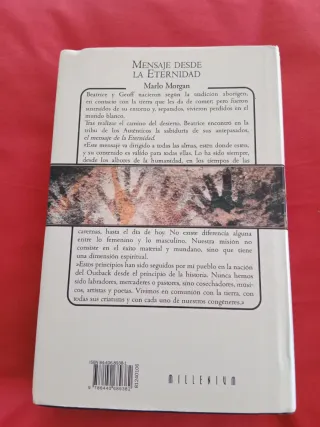 MENSAJE DESDE
LA ETERNIDAD
Marlo Morgan
Beatrice y Geoff nacieron según la tradición aborigen,
en contacto con la tierra que les da de comer, pero fueron
sustraídos de su entorno y, separados, vivieron perdidos en el
mundo blanco.
Tras realizar el camino del desierto, Beatrice encontró en la
tribu de los Auténticos la sabiduría de sus antepasados,
el mensaje de la Eternidad.
«Este mensaje va dirigido a todas las almas, estén donde estén,
y su contenido es válido para todas ellas. Lo ha sido siempre,
desde los albores de la humanidad, en los tiempos de las
cavernas, hasta el día de hoy. No existe diferencia alguna
entre lo femenino y lo masculino. Nuestra misión no
consiste en el éxito material y mundano, sino que tiene
una dimensión espiritual.
»Estos principios han sido seguidos por mi pueblo en la nación
del Outback desde el principio de la historia. Nunca hemos
sido labradores, mercaderes o pastores, sino cosechadores, músi-
cos, artistas y poetas. Vivimos en comunión con la tierra, con
todas sus criaturas y con cada uno de nuestros congéneres.»
MILLENIUM